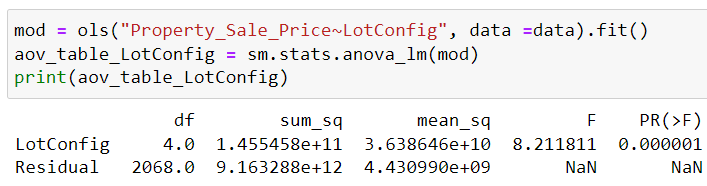 mod = ols("Property_Sale_Price~LotConfig", data =data).fit()
aov_table_LotConfig = sm.stats.anova_lm(mod)
print(aov_table_LotConfig)
df sum_sq mean_sq F PR(>F)
LotConfig 4.0 1.455458e+11 3.638646e+10 8.211811 0.000001
Residual 2068.0 9.163288e+12 4.430990e+09 NaN NaN